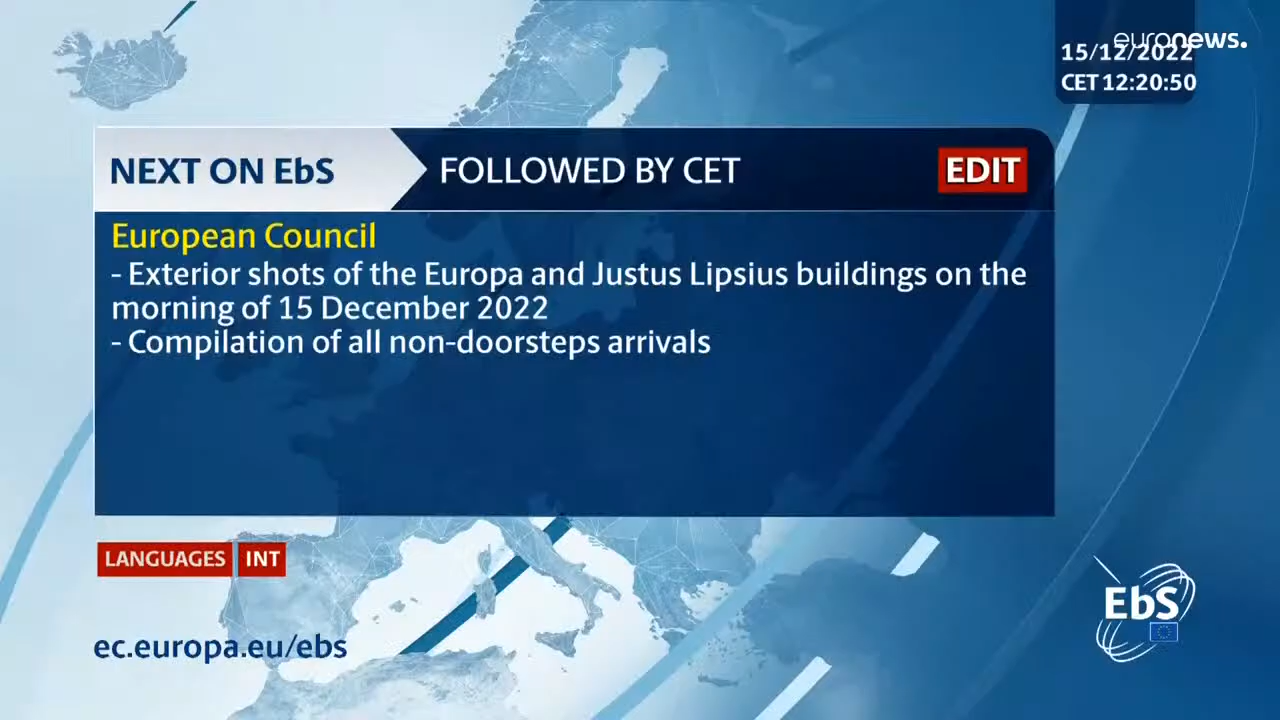 euronews.
15/12/2022
CET 12:20:50
NEXT ON EbS
FOLLOWED BY CET
EDIT
European Council
- Exterior shots of the Europa and Justus Lipsius buildings on the
morning of 15 December 2022
- Compilation of all non-doorsteps arrivals
LANGUAGES INT
EbS
ec.europa.eu/ebs